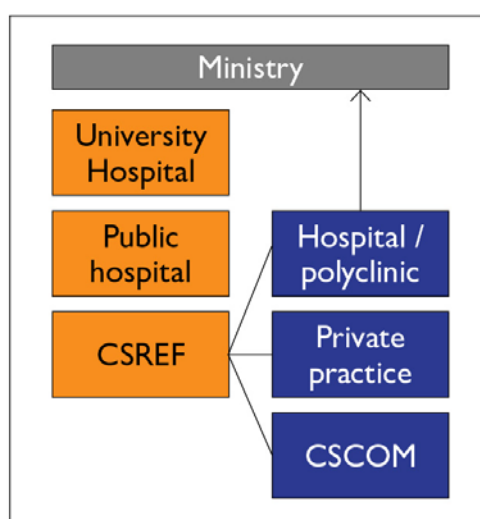 Ministry
University
Hospital
Public
hospital
Hospital /
polyclinic
CSREF
Private
practice
CSCOM